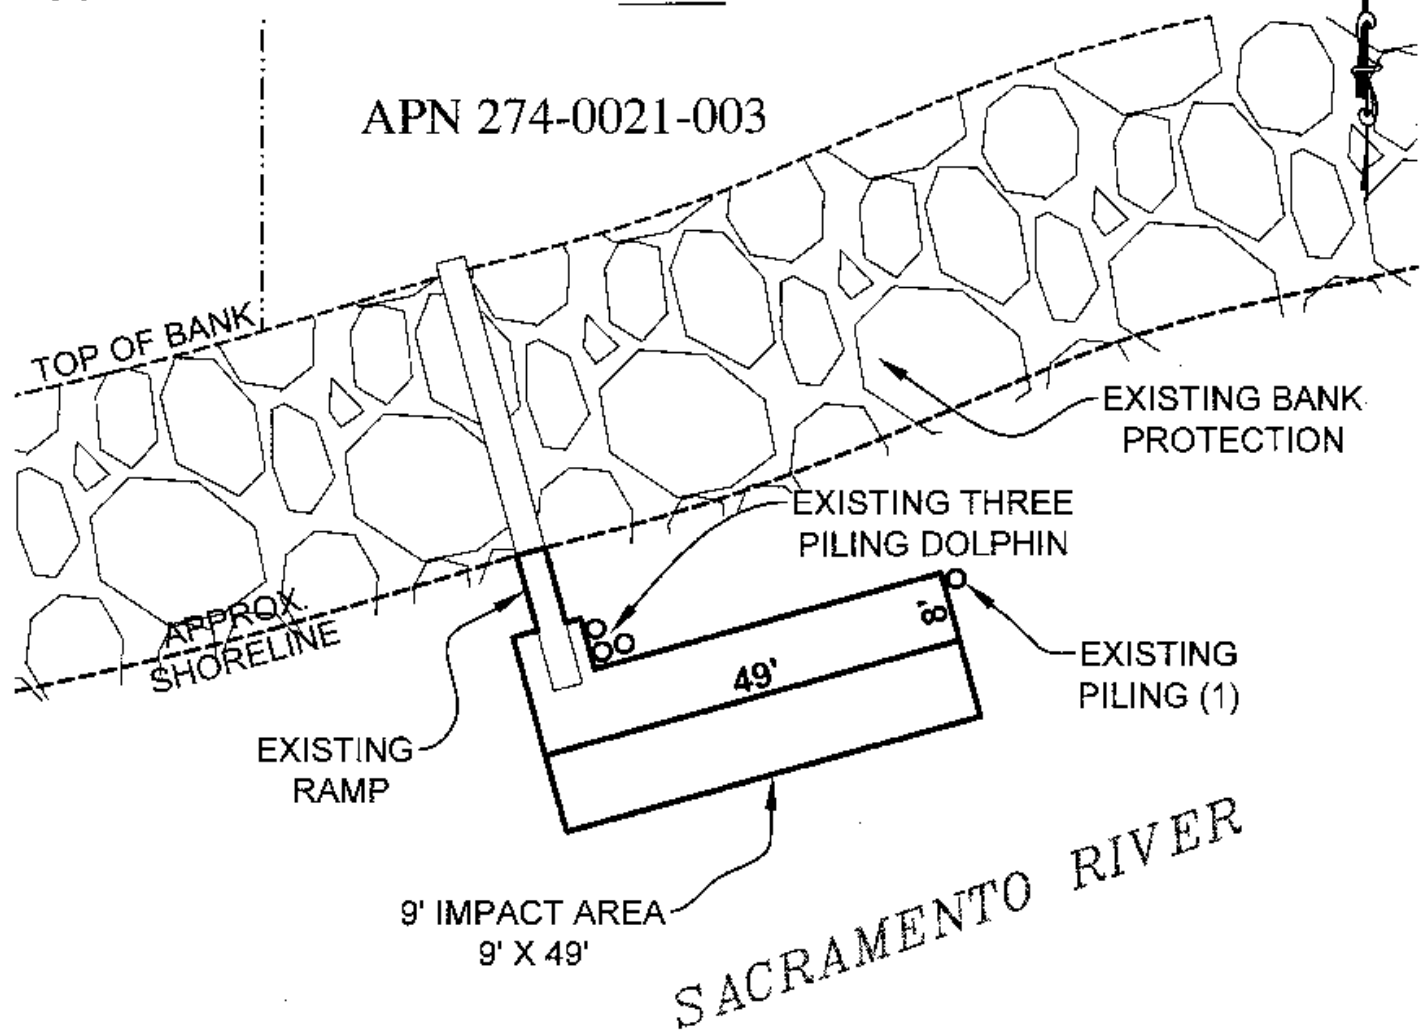 APN 274-0021-003
TOP OF BANK
EXISTING BANK
PROTECTION
EXISTING THREE
PILING DOLPHIN
APPROX.
SHORELINE
8'
49'
EXISTING
PILING (1)
EXISTING
RAMP
9' IMPACT AREA
9' X 49'
SACRAMENTO RIVER